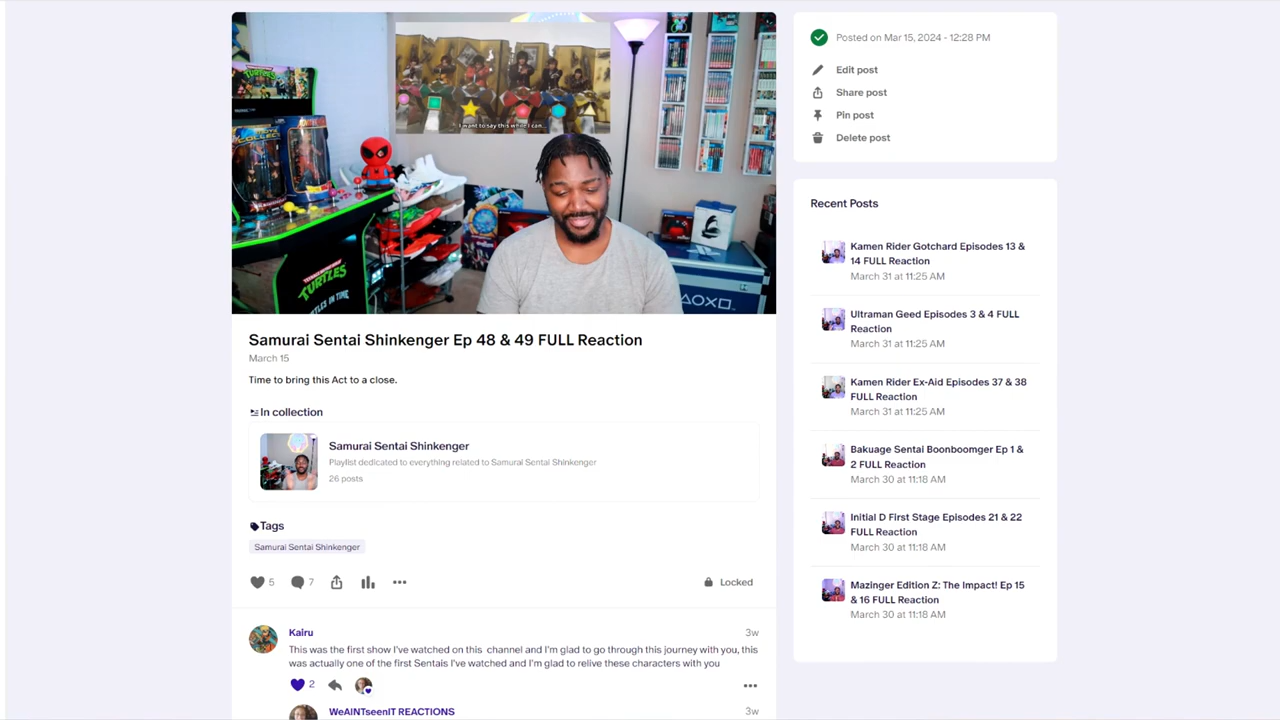 I want to say this while I can...
TURTLES
TURTLES
IN TIME
Samurai Sentai Shinkenger Ep 48 & 49 FULL Reaction
March 15
Time to bring this Act to a close.
In collection
Samurai Sentai Shinkenger
Playlist dedicated to everything related to Samurai Sentai Shinkenger
26 posts
Tags
Samurai Sentai Shinkenger
5
7
Locked
Kairu
3w
This was the first show I've watched on this channel and I'm glad to go through this journey with you, this
was actually one of the first Sentais I've watched and I'm glad to relive these characters with you
2
WeAINTseenIT REACTIONS
3w
Posted on Mar 15, 2024 - 12:28 PM
Edit post
Share post
Pin post
Delete post
Recent Posts
Kamen Rider Gotchard Episodes 13 &
14 FULL Reaction
March 31 at 11:25 AM
Ultraman Geed Episodes 3 & 4 FULL
Reaction
March 31 at 11:25 AM
Kamen Rider Ex-Aid Episodes 37 & 38
FULL Reaction
March 31 at 11:25 AM
Bakuage Sentai Boonboomger Ep 1 &
2 FULL Reaction
March 30 at 11:18 AM
Initial D First Stage Episodes 21 & 22
FULL Reaction
March 30 at 11:18 AM
Mazinger Edition Z: The Impact! Ep 15
& 16 FULL Reaction
March 30 at 11:18 AM